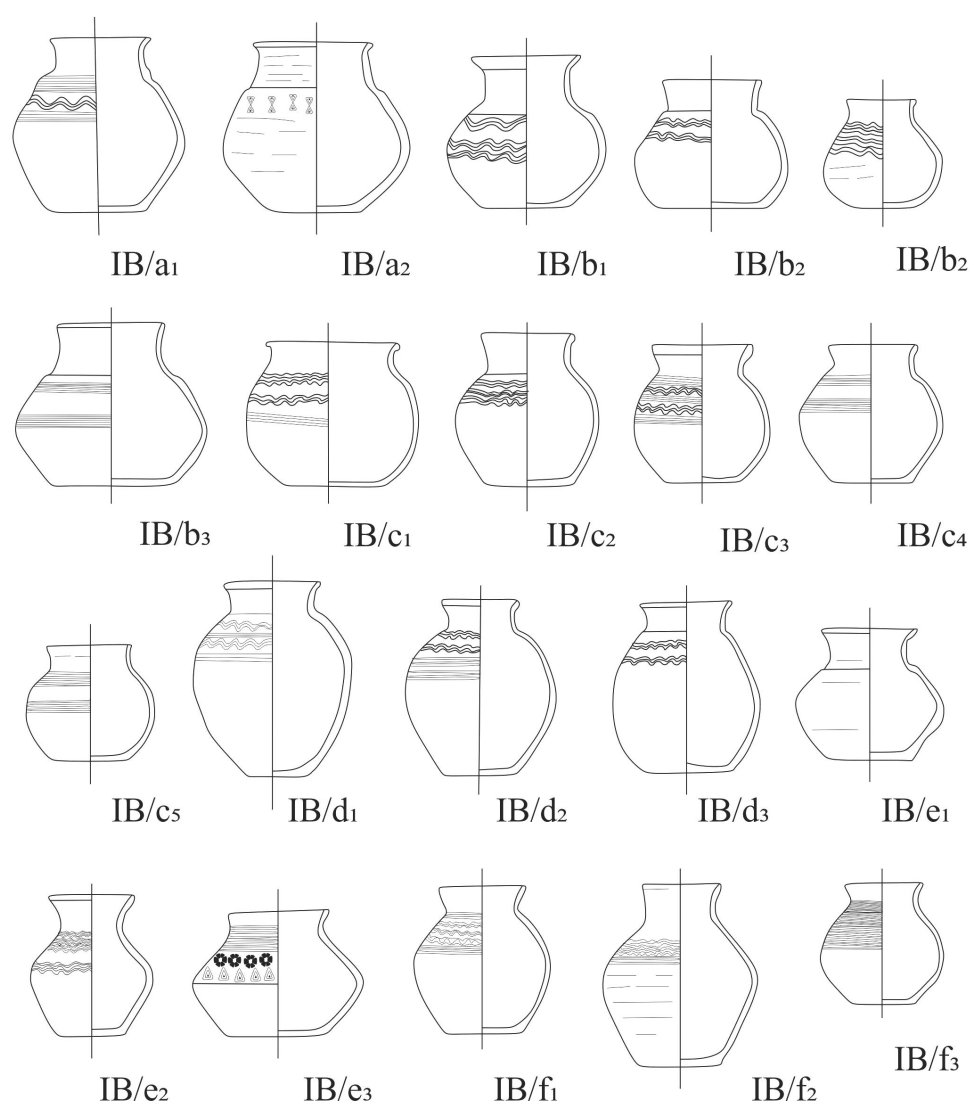 IB/a₁ IB/a₂ IB/b₁ IB/b₂ IB/b₂
IB/b₃ IB/c₁ IB/c₂ IB/c₃ IB/c₄
IB/c₅ IB/d₁ IB/d₂ IB/d₃ IB/e₁
IB/e₂ IB/e₃ IB/f₁ IB/f₂ IB/f₃